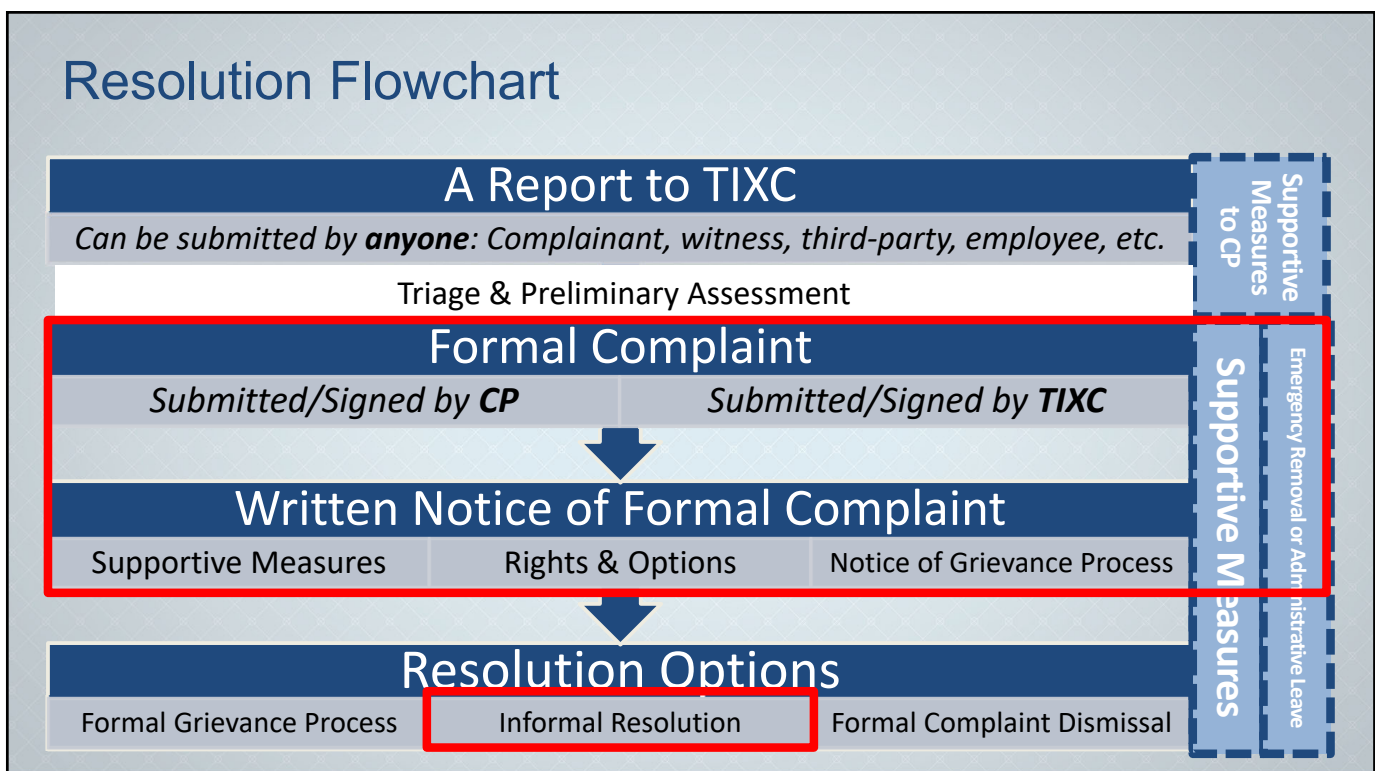 Resolution Flowchart
A Report to TIXC
Can be submitted by anyone: Complainant, witness, third-party, employee, etc.
Triage & Preliminary Assessment
Supportive
Measures
to CP
Formal Complaint
Submitted/Signed by CP
Submitted/Signed by TIXC
Written Notice of Formal Complaint
Supportive Measures
Rights & Options
Notice of Grievance Process
Resolution Options
Formal Grievance Process
Informal Resolution
Formal Complaint Dismissal
Supportive Measures
Emergency Removal or Administrative Leave